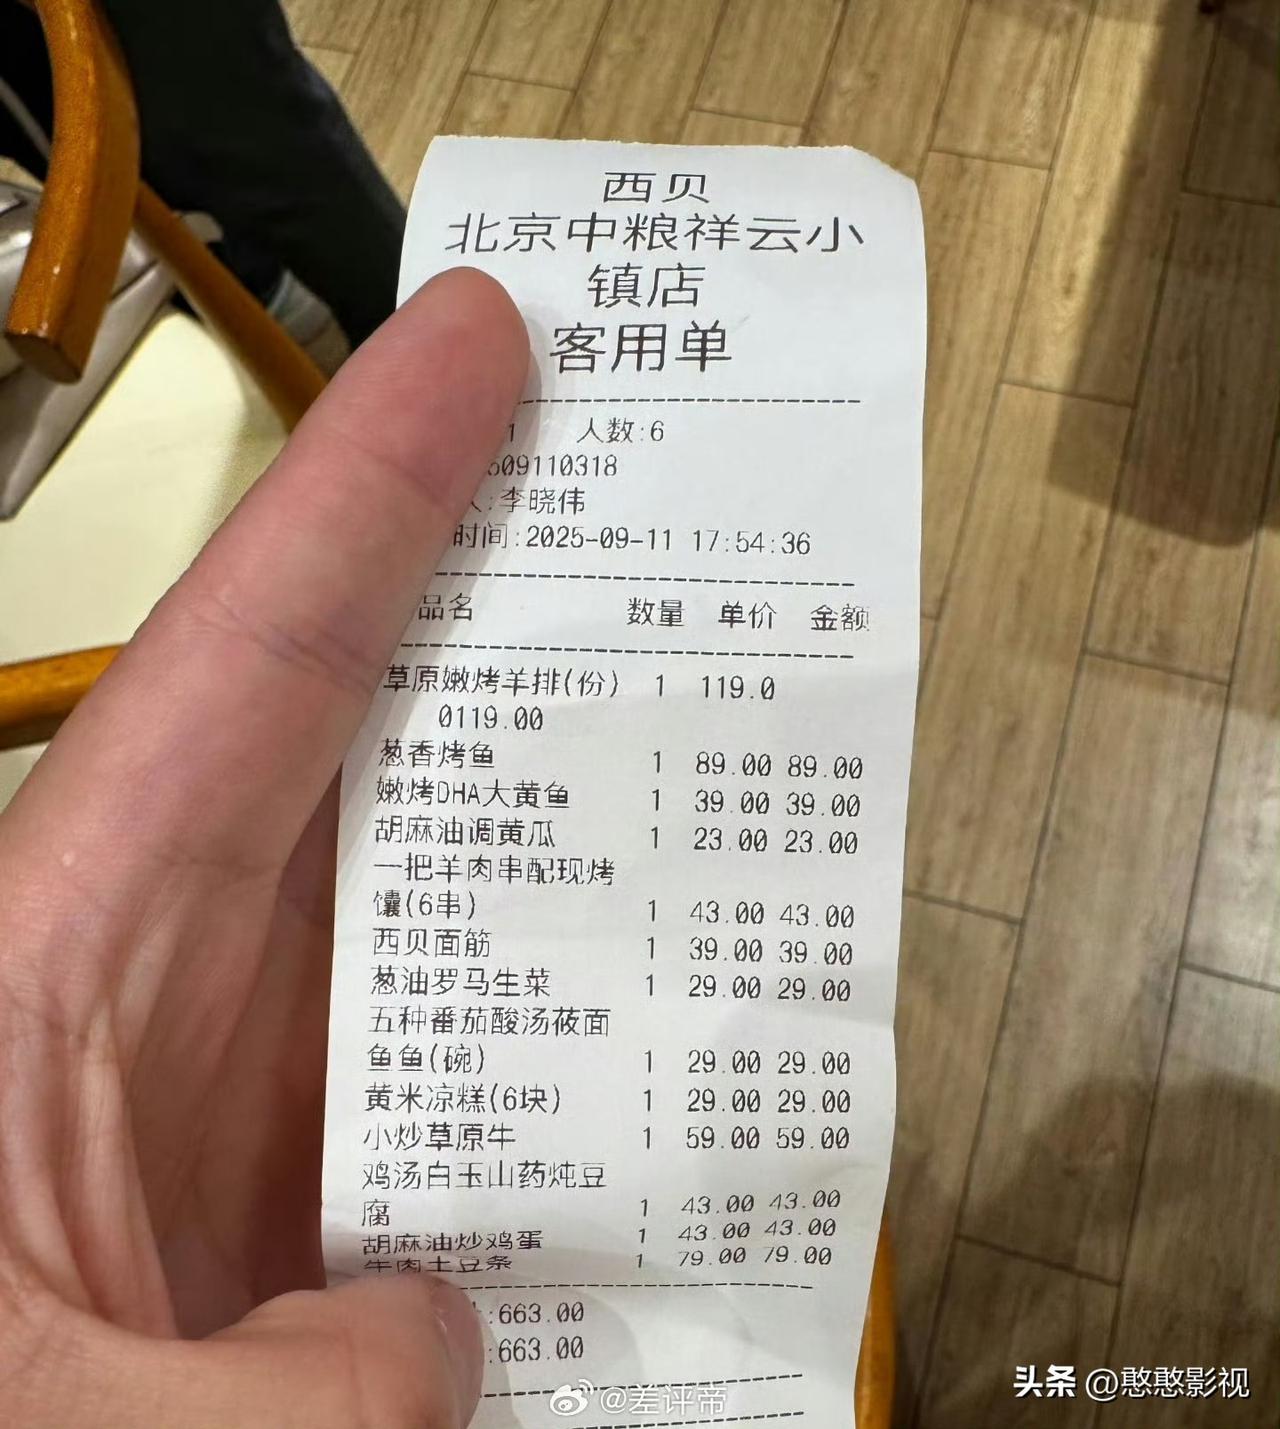 西贝
北京中粮祥云小
镇店
客用单
1 人数:6
509110318
人:李晓伟
时间:2025-09-11 17:54:36
品名 数量 单价 金额
草原嫩烤羊排(份) 1 119.0
0119.00
葱香烤鱼 1 89.00 89.00
嫩烤DHA大黄鱼 1 39.00 39.00
胡麻油调黄瓜 1 23.00 23.00
一把羊肉串配现烤
馕(6串) 1 43.00 43.00
西贝面筋 1 39.00 39.00
葱油罗马生菜 1 29.00 29.00
五种番茄酸汤莜面
鱼鱼(碗) 1 29.00 29.00
黄米凉糕(6块) 1 29.00 29.00
小炒草原牛 1 59.00 59.00
鸡汤白玉山药炖豆
腐 1 43.00 43.00
胡麻油炒鸡蛋 1 43.00 43.00
牛肉土豆条 1 79.00 79.00
:663.00
:663.00
@差评帝
头条 @憨憨影视